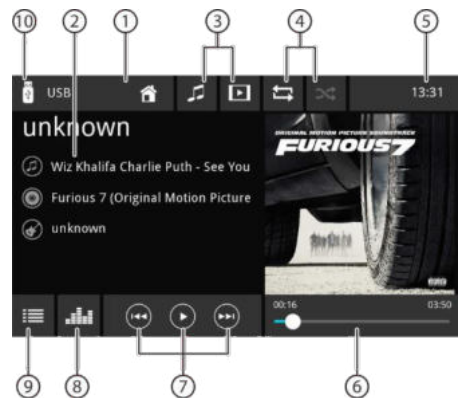 10 1 2 3 4 5
USB 13:31
unknown
Wiz Khalifa Charlie Puth - See You
Furious 7 (Original Motion Picture
unknown
ORIGINAL MOTION PICTURE SOUNDTRACK
FURIOUS7
00:16 03:50
9 8 7 6